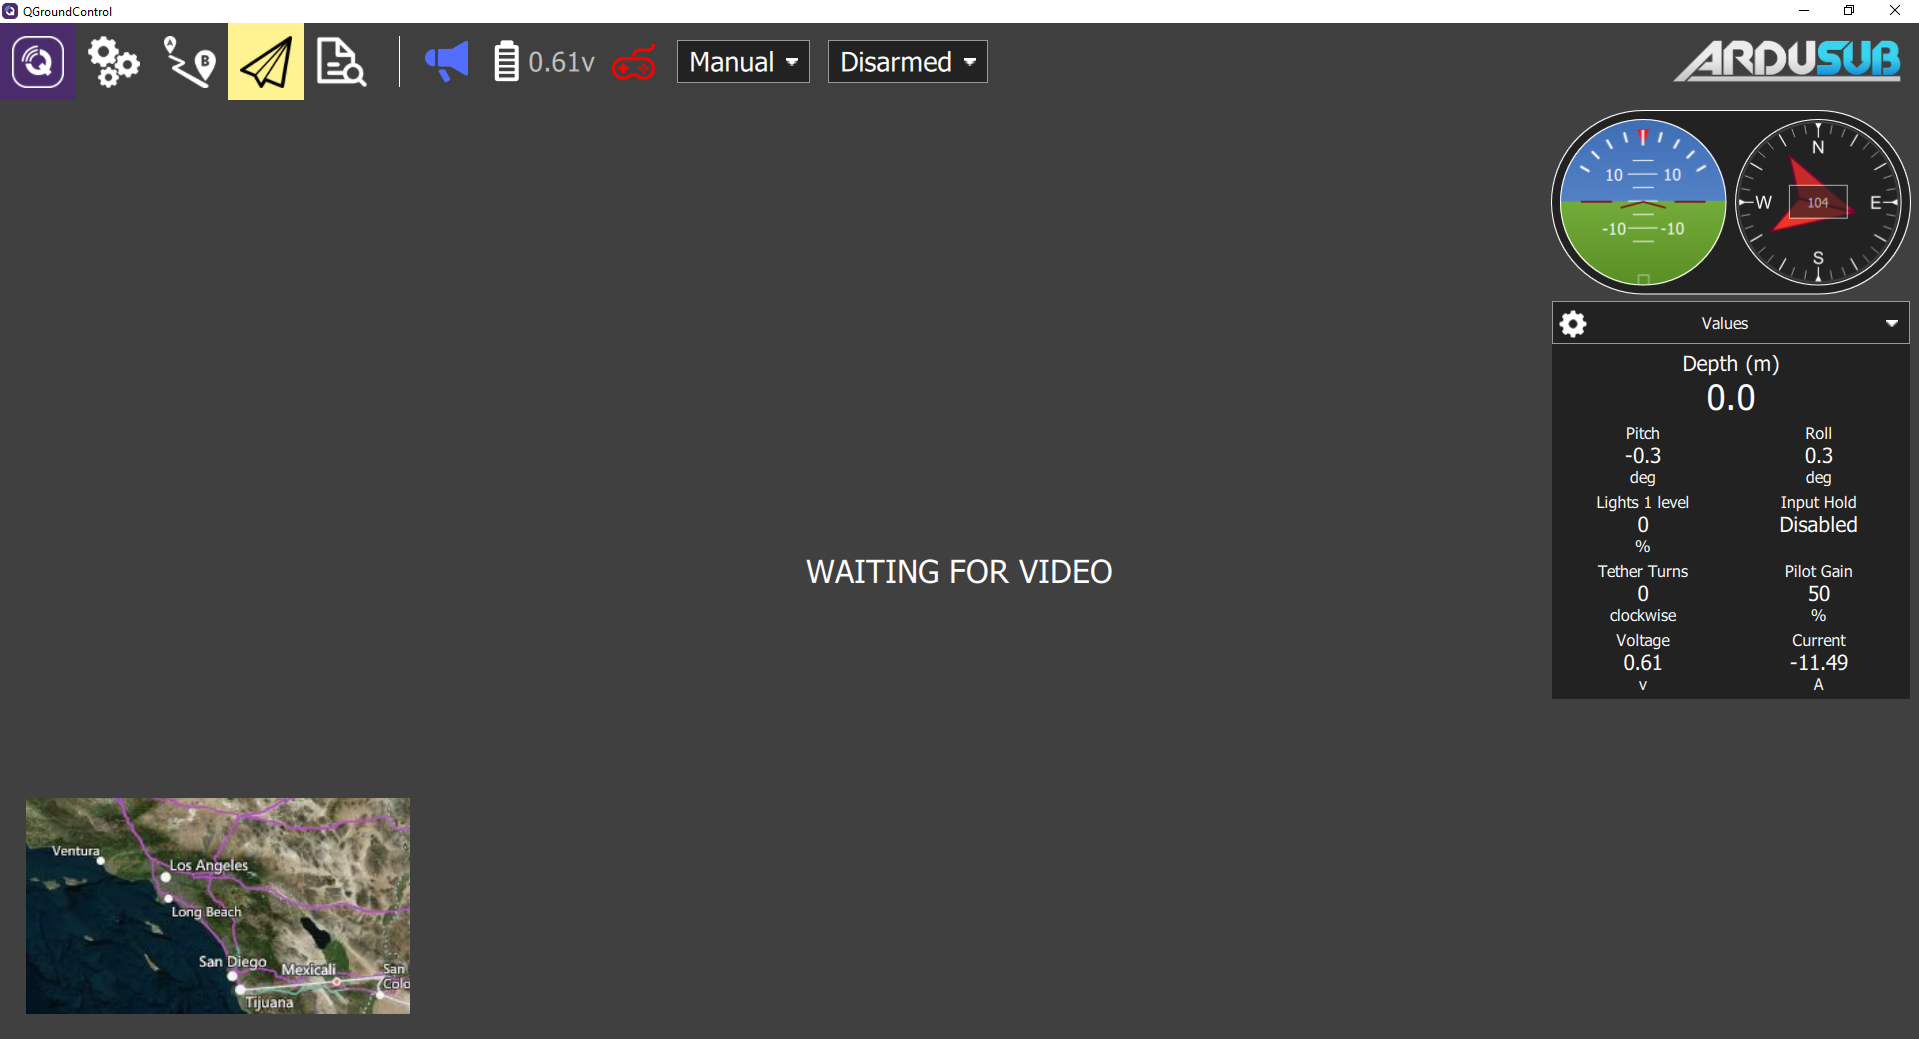 QGroundControl
0.61v
Manual
Disarmed
ARDUSUB
10 10
-10 -10
N
W 104 E
S
Values
Depth (m)
0.0
Pitch Roll
-0.3 0.3
deg deg
Lights 1 level Input Hold
0 Disabled
%
Tether Turns Pilot Gain
0 50
clockwise %
Voltage Current
0.61 -11.49
v A
WAITING FOR VIDEO
Ventura
Los Angeles
Long Beach
San Diego
Mexicali
San
Colo
Tijuana